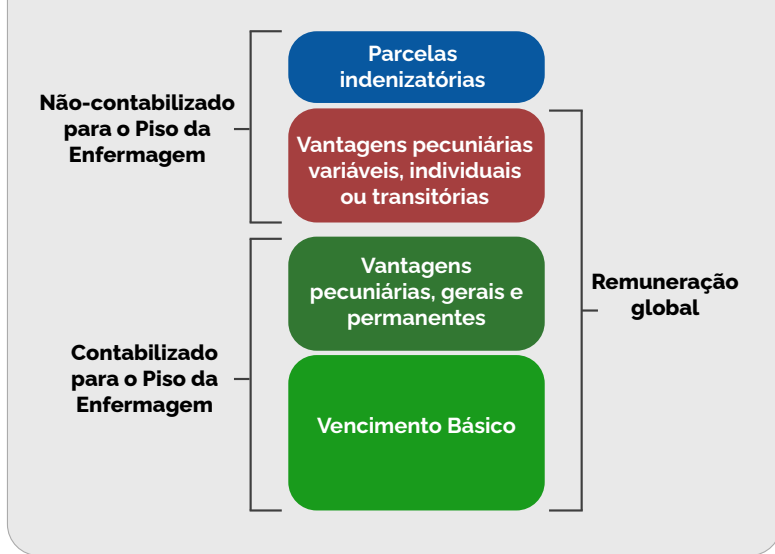 Parcelas
indenizatórias
Não-contabilizado
para o Piso da
Enfermagem
Vantagens pecuniárias
variáveis, individuais
ou transitórias
Vantagens
pecuniárias, gerais e
permanentes
Remuneração
global
Contabilizado
para o Piso da
Enfermagem
Vencimento Básico